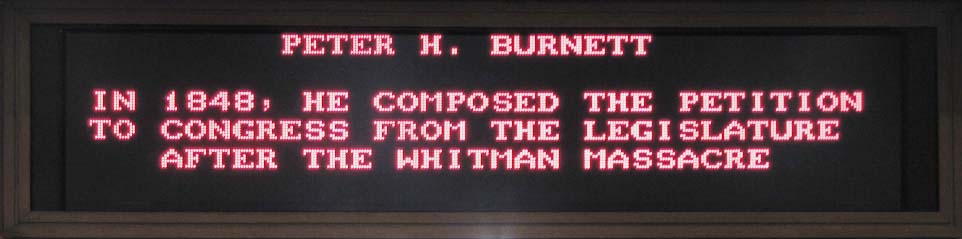 PETER H. BURNETT
IN 1848, HE COMPOSED THE PETITION
TO CONGRESS FROM THE LEGISLATURE
AFTER THE WHITMAN MASSACRE